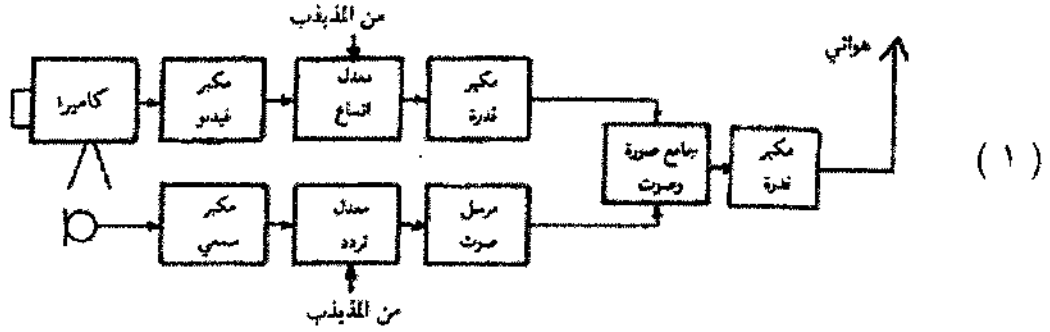 من المذبذب
كاميرا
مكبر
فيديو
معدل
اتساع
مكبر
قدرة
هوائي
جامع صورة
وصوت
مكبر
قدرة
( ١ )
مكبر
سمعي
معدل
تردد
مرسل
صوت
من المذبذب